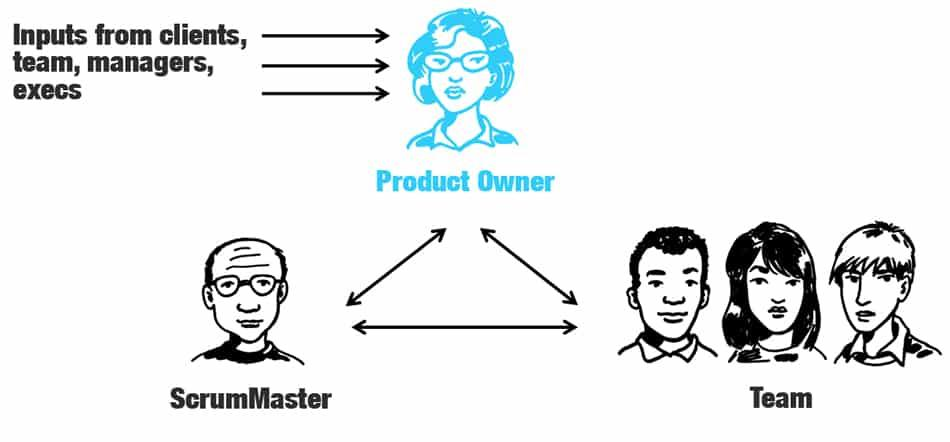 Inputs from clients,
team, managers,
execs
Product Owner
ScrumMaster
Team